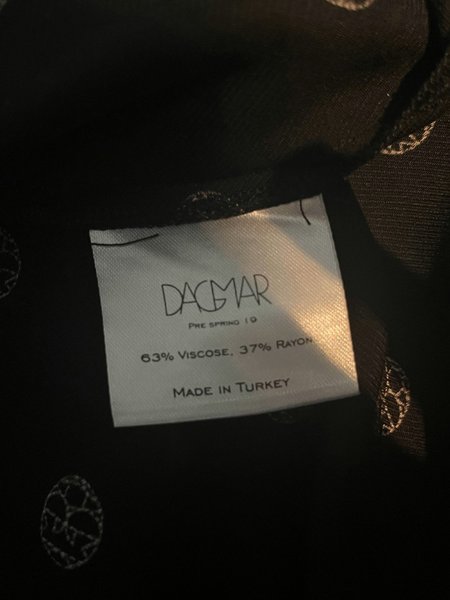 DAGMAR
PRE SPRING 19
63% VISCOSE, 37% RAYON
MADE IN TURKEY